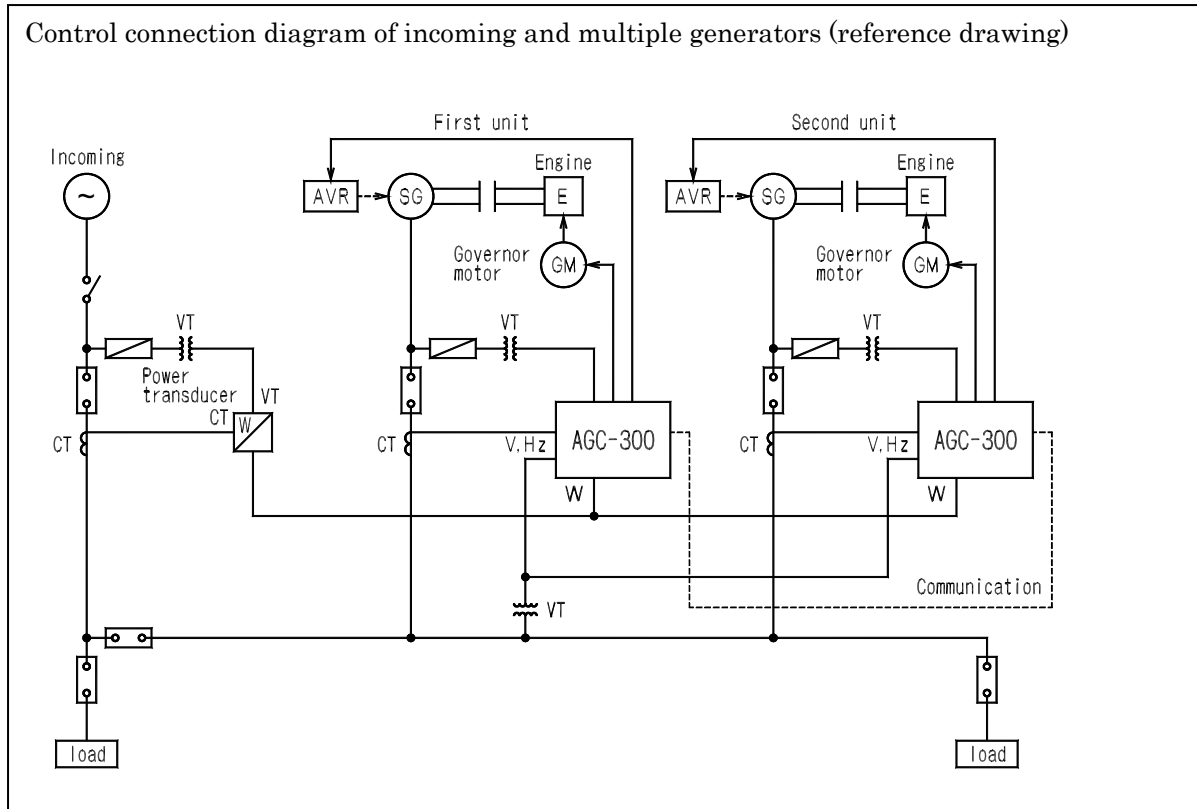 Control connection diagram of incoming and multiple generators (reference drawing)
First unit
Second unit
Incoming
Engine
Engine
~
AVR
SG
E
AVR
SG
E
Governor
motor
GM
Governor
motor
GM
VT
VT
VT
Power
transducer
VT
CT
W
CT
CT
V,Hz
AGC-300
CT
V,Hz
AGC-300
W
W
Communication
VT
load
load